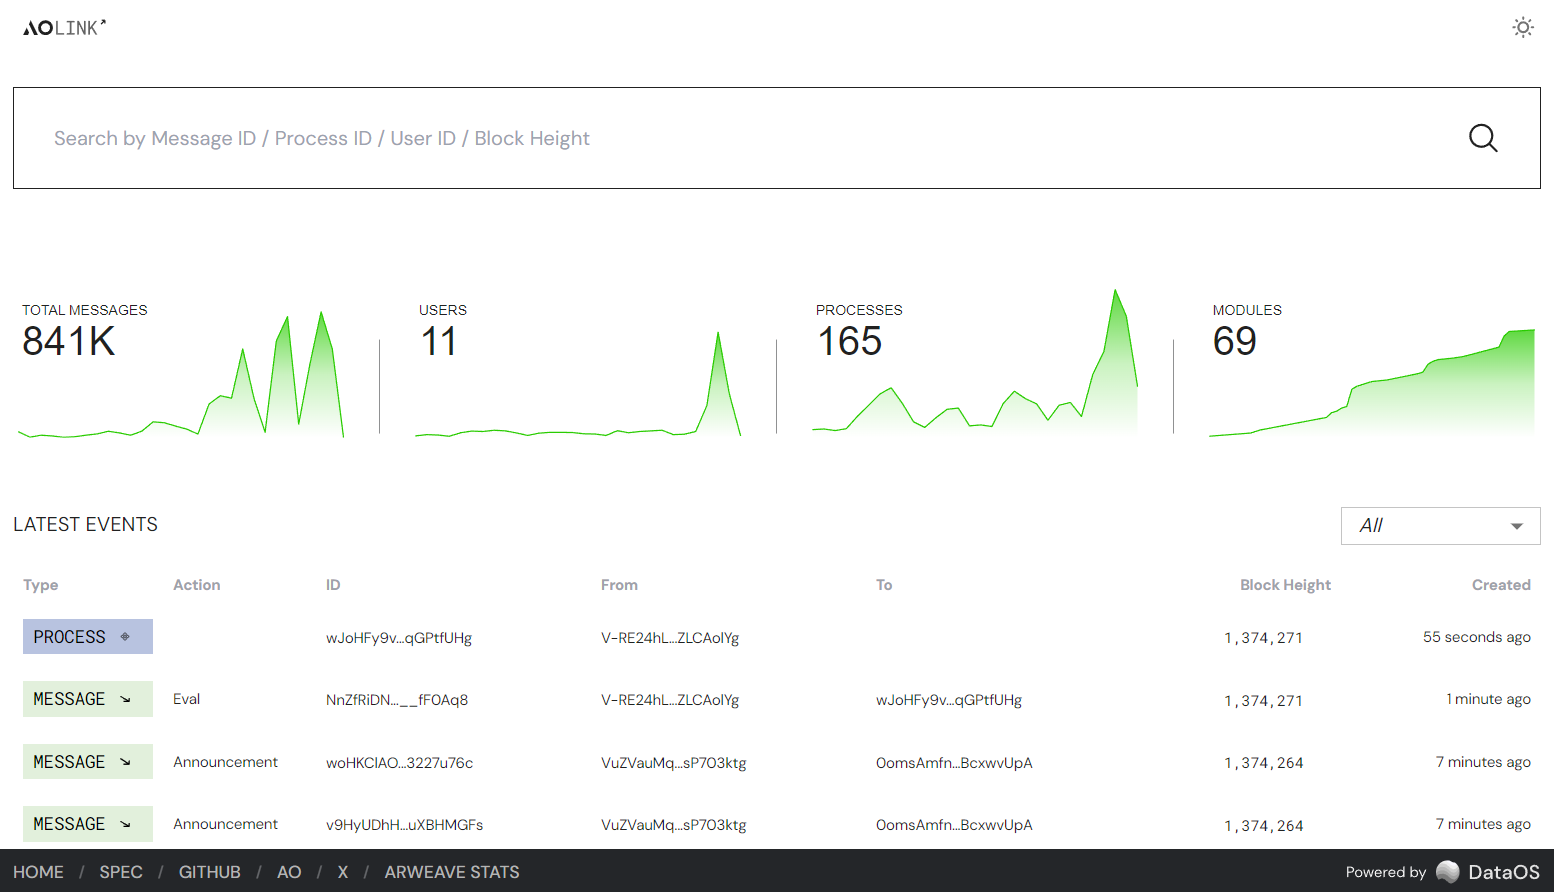 AOLINK
Search by Message ID / Process ID / User ID / Block Height
TOTAL MESSAGES
841K
USERS
11
PROCESSES
165
MODULES
69
LATEST EVENTS
All
Type Action ID From To Block Height Created
PROCESS wJoHFy9v...qGPtfUHg V-RE24hL...ZLCAolYg 1,374,271 55 seconds ago
MESSAGE Eval NnZfRiDN...__fF0Aq8 V-RE24hL...ZLCAolYg wJoHFy9v...qGPtfUHg 1,374,271 1 minute ago
MESSAGE Announcement woHKClAO...3227u76c VuZVauMq...sP7O3ktg 0omsAmfn...BcxwvUpA 1,374,264 7 minutes ago
MESSAGE Announcement v9HyUDhH...uXBHMGFs VuZVauMq...sP7O3ktg 0omsAmfn...BcxwvUpA 1,374,264 7 minutes ago
HOME / SPEC / GITHUB / AO / X / ARWEAVE STATS Powered by DataOS